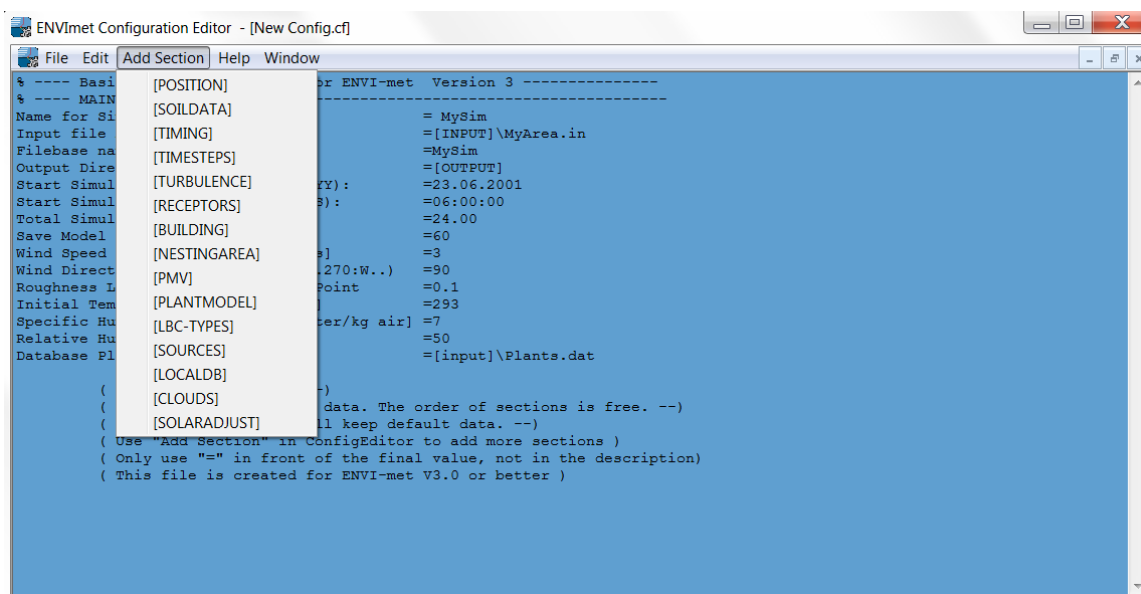 ENVImet Configuration Editor - [New Config.cf]
File Edit Add Section Help Window
% ---- Basi
or ENVI-met Version 3 ---------------
% ---- MAIN
Name for Si
= MySim
Input file
=[INPUT]\MyArea.in
Filebase na
=MySim
Output Dire
=[OUTPUT]
Start Simul
YY):
=23.06.2001
Start Simul
S):
=06:00:00
Total Simul
=24.00
Save Model
=60
Wind Speed
s]
=3
Wind Direct
.270:W..)
=90
Roughness L
Point
=0.1
Initial Tem
]
=293
Specific Hu
ter/kg air] =7
Relative Hu
=50
Database Pl
=[input]\Plants.dat
[POSITION]
[SOILDATA]
[TIMING]
[TIMESTEPS]
[TURBULENCE]
[RECEPTORS]
[BUILDING]
[NESTINGAREA]
[PMV]
[PLANTMODEL]
[LBC-TYPES]
[SOURCES]
[LOCALDB]
[CLOUDS]
[SOLARADJUST]
( -)
( data. The order of sections is free. --)
( ll keep default data. --)
( Use "Add Section" in ConfigEditor to add more sections )
( Only use "=" in front of the final value, not in the description)
( This file is created for ENVI-met V3.0 or better )